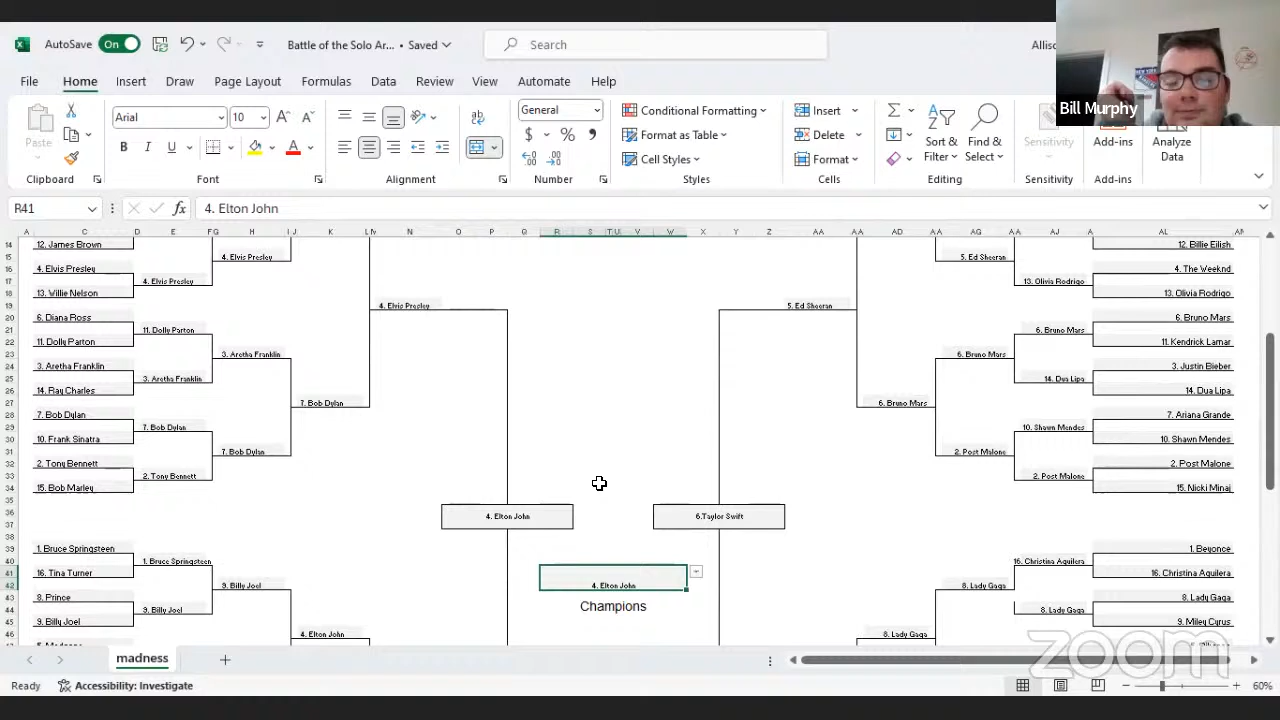 AutoSave On Battle of the Solo Ar... • Saved Search Allisc
File Home Insert Draw Page Layout Formulas Data Review View Automate Help
Bill Murphy
Paste Arial 10 General Conditional Formatting Format as Table Cell Styles Insert Delete Format Sort & Filter Find & Select Sensitivity Add-ins Analyze Data
Clipboard Font Alignment Number Styles Cells Editing Sensitivity Add-ins
R41 fx 4. Elton John
12. James Brown
4. Elvis Presley
13. Willie Nelson
6. Diana Ross
11. Dolly Parton
3. Aretha Franklin
14. Ray Charles
7. Bob Dylan
10. Frank Sinatra
2. Tony Bennett
15. Bob Marley
1. Bruce Springsteen
16. Tina Turner
8. Prince
9. Billy Joel
4. Elvis Presley
11. Dolly Parton
3. Aretha Franklin
7. Bob Dylan
2. Tony Bennett
1. Bruce Springsteen
9. Billy Joel
4. Elvis Presley
3. Aretha Franklin
7. Bob Dylan
9. Billy Joel
7. Bob Dylan
4. Elton John
4. Elvis Presley
4. Elton John
6.Taylor Swift
4. Elton John
Champions
5. Ed Sheeran
6. Bruno Mars
8. Lady Gaga
5. Ed Sheeran
6. Bruno Mars
2. Post Malone
8. Lady Gaga
13. Olivia Rodrigo
6. Bruno Mars
14. Dua Lipa
10. Shawn Mendes
2. Post Malone
16. Christina Aguilera
8. Lady Gaga
12. Billie Eilish
4. The Weeknd
13. Olivia Rodrigo
6. Bruno Mars
11. Kendrick Lamar
3. Justin Bieber
14. Dua Lipa
7. Ariana Grande
10. Shawn Mendes
2. Post Malone
15. Nicki Minaj
1. Beyonce
16. Christina Aguilera
8. Lady Gaga
9. Miley Cyrus
zoom
madness
Ready Accessibility: Investigate 60%